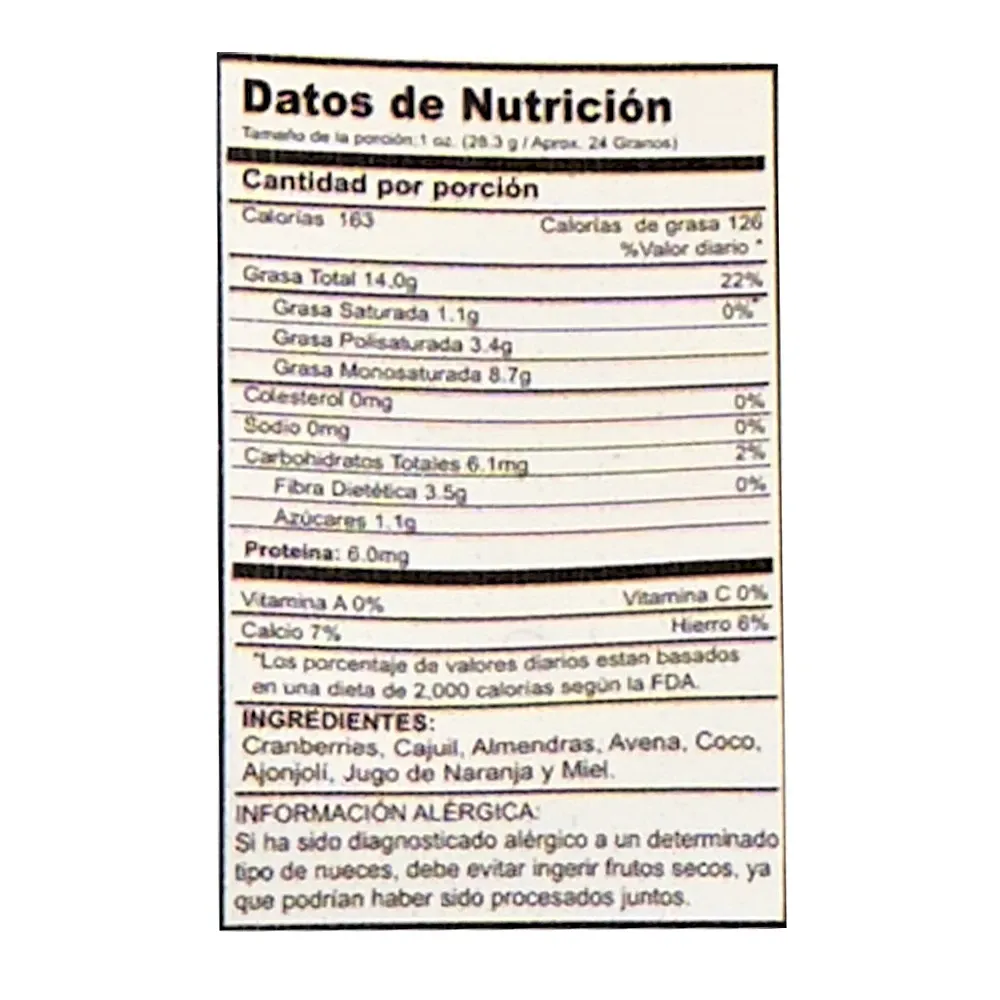 Datos de Nutrición
Tamaño de la porción:1 oz. (28.3 g / Aprox. 24 Granos)
Cantidad por porción
Calorías 163 Calorías de grasa 126
%Valor diario *
Grasa Total 14.0g 22%
Grasa Saturada 1.1g 0%*
Grasa Polisaturada 3.4g
Grasa Monosaturada 8.7g
Colesterol 0mg 0%
Sodio 0mg 0%
Carbohidratos Totales 6.1mg 2%
Fibra Dietética 3.5g 0%
Azúcares 1.1g
Proteina: 6.0mg
Vitamina A 0% Vitamina C 0%
Calcio 7% Hierro 6%
*Los porcentaje de valores diarios estan basados
en una dieta de 2,000 calorías según la FDA.
INGREDIENTES:
Cranberries, Cajuil, Almendras, Avena, Coco,
Ajonjolí, Jugo de Naranja y Miel.
INFORMACIÓN ALÉRGICA:
Si ha sido diagnosticado alérgico a un determinado
tipo de nueces, debe evitar ingerir frutos secos, ya
que podrían haber sido procesados juntos.